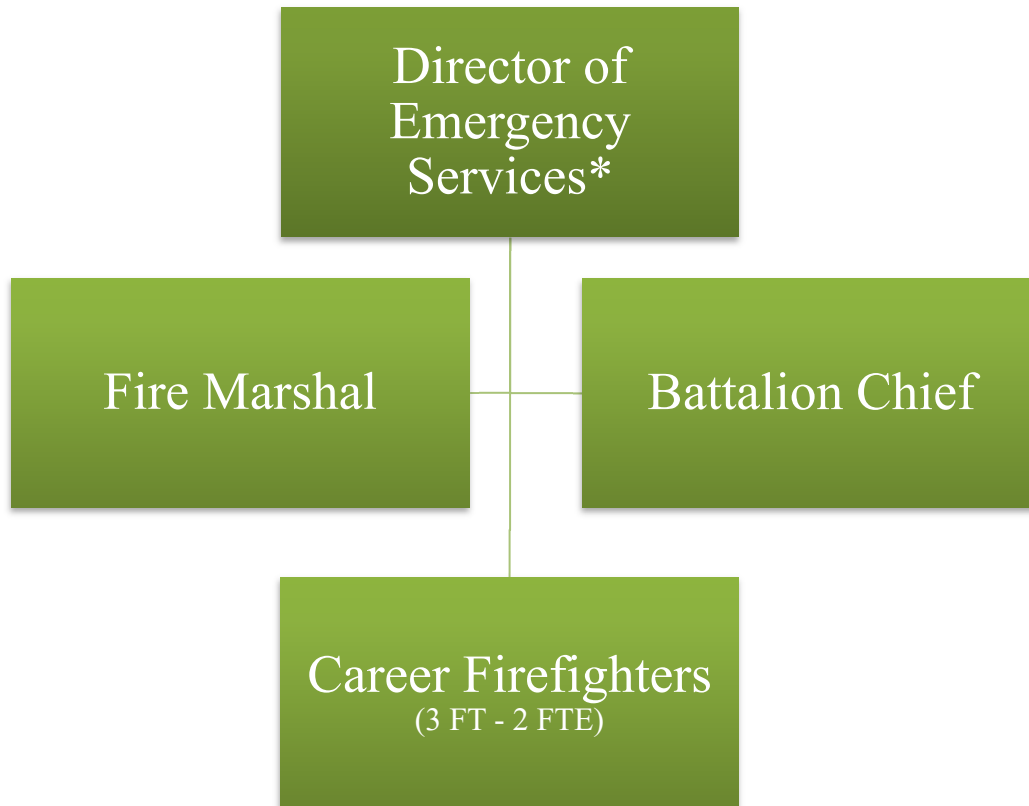 Director of
Emergency
Services*
Fire Marshal
Battalion Chief
Career Firefighters
(3 FT - 2 FTE)